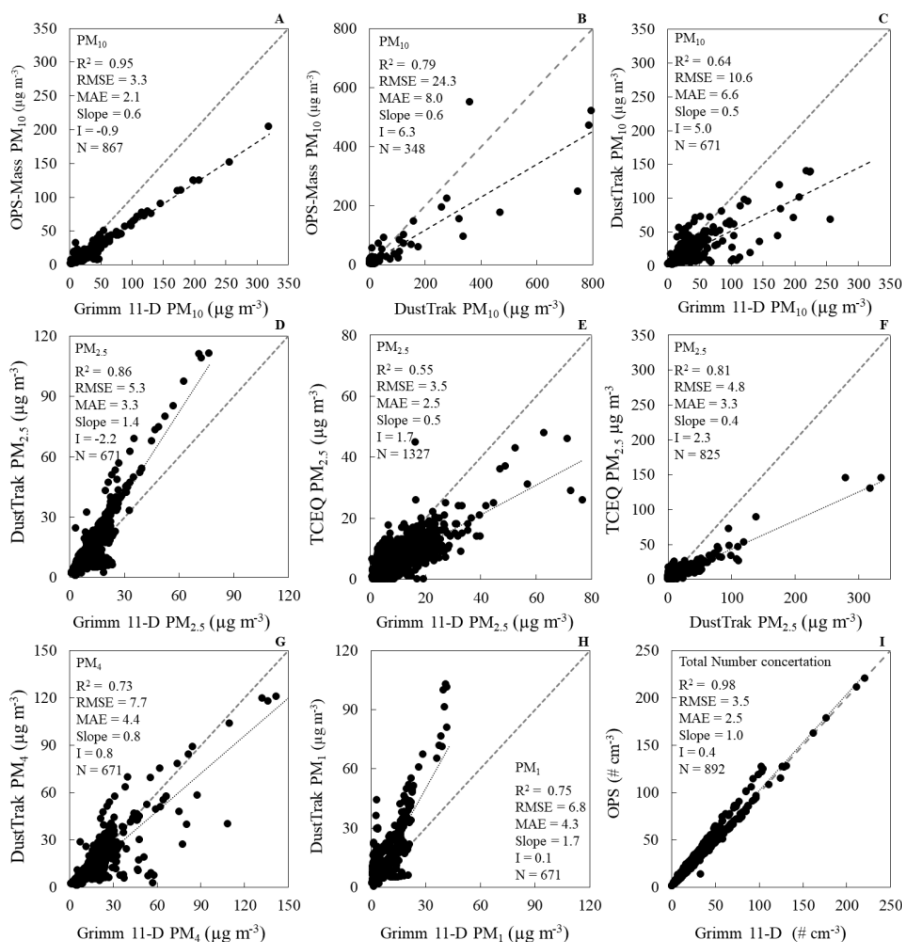 A
PM10
R² = 0.95
RMSE = 3.3
MAE = 2.1
Slope = 0.6
I = -0.9
N = 867
350
300
250
200
150
100
50
0
OPS-Mass PM10 (µg m-3)
0 50 100 150 200 250 300 350
Grimm 11-D PM10 (µg m-3)
B
PM10
R² = 0.79
RMSE = 24.3
MAE = 8.0
Slope = 0.6
I = 6.3
N = 348
800
600
400
200
0
OPS-Mass PM10 (µg m-3)
0 200 400 600 800
DustTrak PM10 (µg m-3)
C
PM10
R² = 0.64
RMSE = 10.6
MAE = 6.6
Slope = 0.5
I = 5.0
N = 671
350
300
250
200
150
100
50
0
DustTrak PM10 (µg m-3)
0 50 100 150 200 250 300 350
Grimm 11-D PM10 (µg m-3)
D
PM2.5
R² = 0.86
RMSE = 5.3
MAE = 3.3
Slope = 1.4
I = -2.2
N = 671
120
90
60
30
0
DustTrak PM2.5 (µg m-3)
0 30 60 90 120
Grimm 11-D PM2.5 (µg m-3)
E
PM2.5
R² = 0.55
RMSE = 3.5
MAE = 2.5
Slope = 0.5
I = 1.7
N = 1327
80
60
40
20
0
TCEQ PM2.5 (µg m-3)
0 20 40 60 80
Grimm 11-D PM2.5 (µg m-3)
F
PM2.5
R² = 0.81
RMSE = 4.8
MAE = 3.3
Slope = 0.4
I = 2.3
N = 825
350
300
250
200
150
100
50
0
TCEQ PM2.5 µg m-3)
0 100 200 300
DustTrak PM2.5 (µg m-3)
G
PM4
R² = 0.73
RMSE = 7.7
MAE = 4.4
Slope = 0.8
I = 0.8
N = 671
150
120
90
60
30
0
DustTrak PM4 (µg m-3)
0 30 60 90 120 150
Grimm 11-D PM4 (µg m-3)
H
PM1
R² = 0.75
RMSE = 6.8
MAE = 4.3
Slope = 1.7
I = 0.1
N = 671
120
90
60
30
0
DustTrak PM1 (µg m-3)
0 30 60 90 120
Grimm 11-D PM1 (µg m-3)
I
Total Number concertation
R² = 0.98
RMSE = 3.5
MAE = 2.5
Slope = 1.0
I = 0.4
N = 892
250
200
150
100
50
0
OPS (# cm-3)
0 50 100 150 200 250
Grimm 11-D (# cm-3)